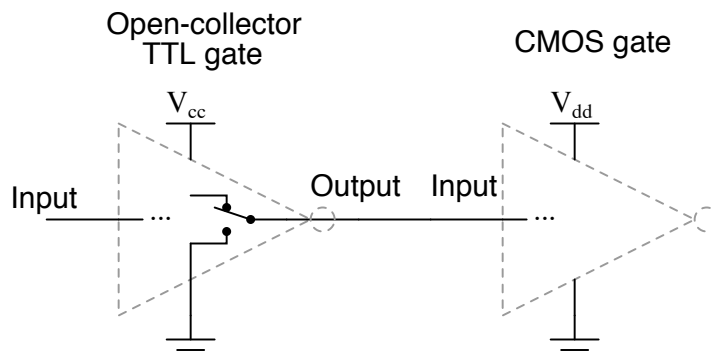 Open-collector
TTL gate
CMOS gate
Vcc
Vdd
Input
...
Output
Input
...